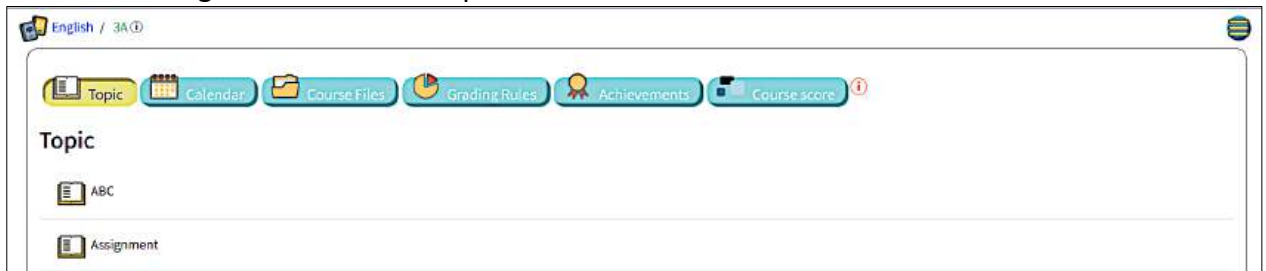 English / 3A
Topic Calendar Course Files Grading Rules Achievements Course score
Topic
ABC
Assignment